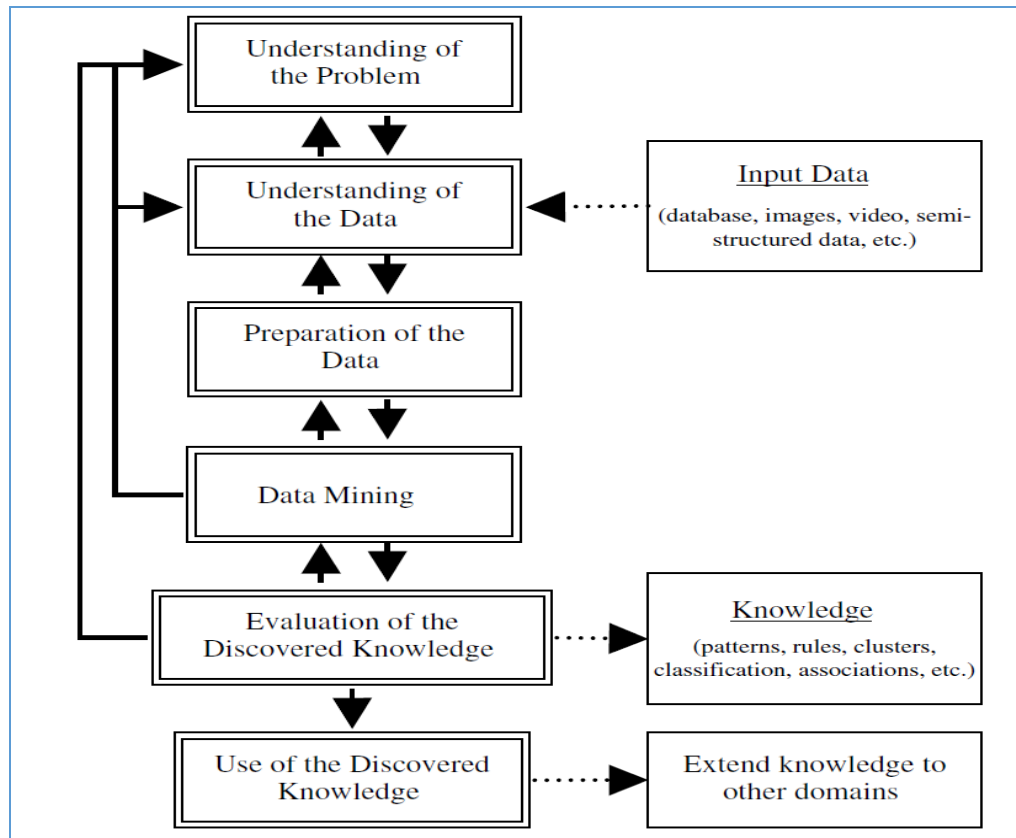 Understanding of
the Problem
Understanding of
the Data
Input Data
(database, images, video, semi-
structured data, etc.)
Preparation of the
Data
Data Mining
Evaluation of the
Discovered Knowledge
Knowledge
(patterns, rules, clusters,
classification, associations, etc.)
Use of the Discovered
Knowledge
Extend knowledge to
other domains